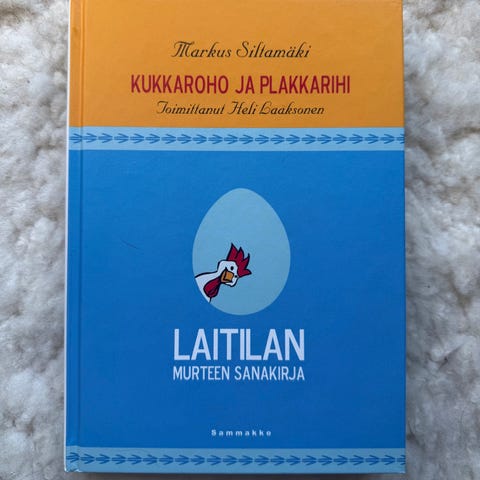 Markus Siltamäki
KUKKAROHO JA PLAKKARIHI
Toimittanut Heli Laaksonen
LAITILAN
MURTEEN SANAKIRJA
Sammakko